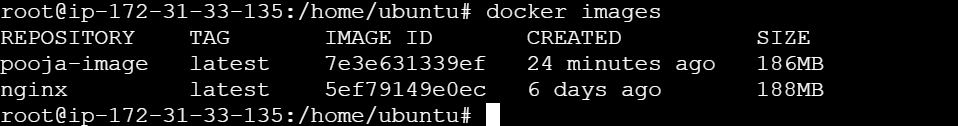 root@ip-172-31-33-135:/home/ubuntu# docker images
REPOSITORY TAG IMAGE ID CREATED SIZE
pooja-image latest 7e3e631339ef 24 minutes ago 186MB
nginx latest 5ef79149e0ec 6 days ago 188MB
root@ip-172-31-33-135:/home/ubuntu#